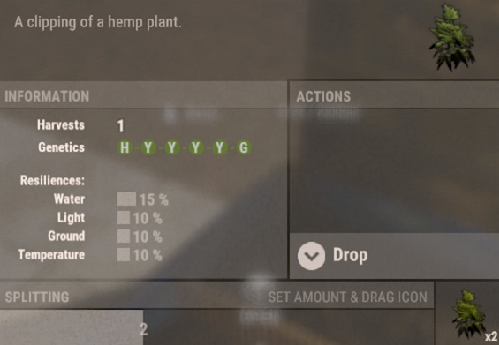 A clipping of a hemp plant.
INFORMATION
Harvests 1
Genetics H Y Y Y Y G
Resiliences:
Water 15 %
Light 10 %
Ground 10 %
Temperature 10 %
ACTIONS
Drop
SPLITTING
SET AMOUNT & DRAG ICON
2
x2